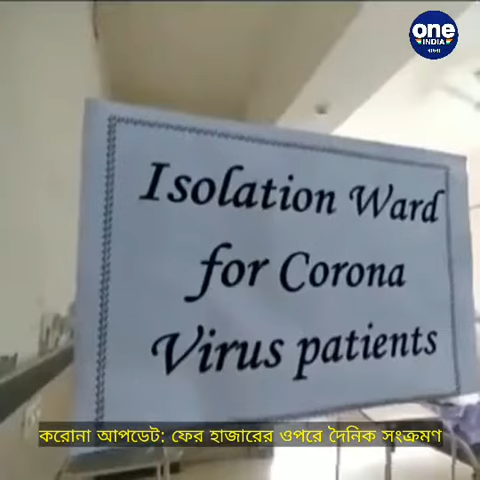 one
INDIA
বাংলা
Isolation Ward
for Corona
Virus patients
করোনা আপডেট: ফের হাজারের ওপরে দৈনিক সংক্রমণ